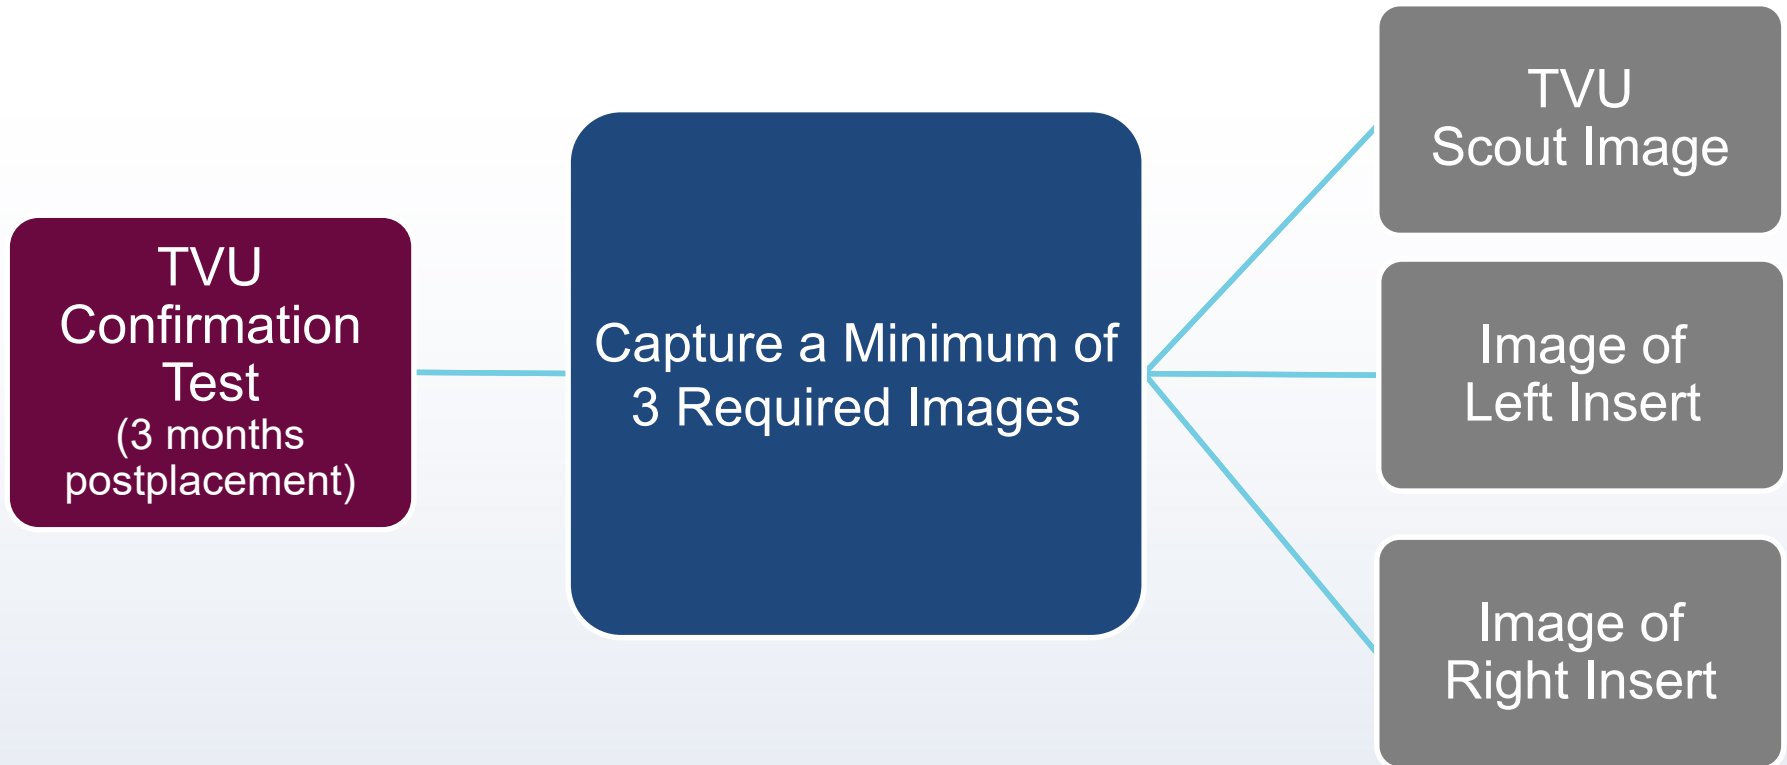 TVU
Confirmation
Test
(3 months
postplacement)
Capture a Minimum of
3 Required Images
TVU
Scout Image
Image of
Left Insert
Image of
Right Insert